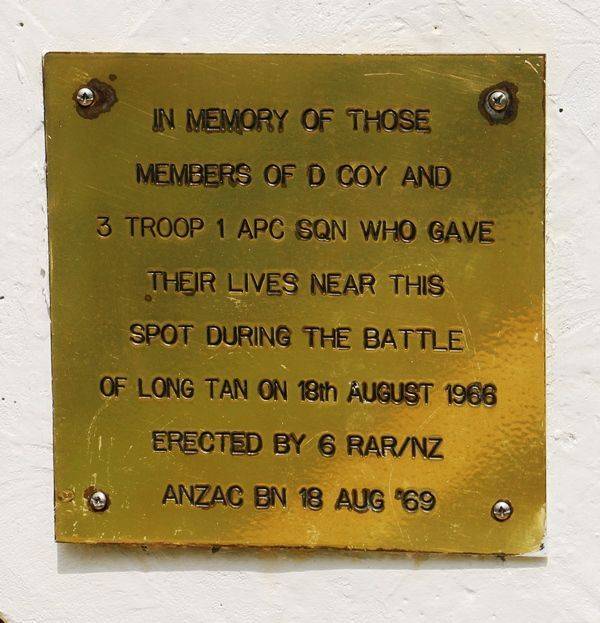 IN MEMORY OF THOSE
MEMBERS OF D COY AND
3 TROOP 1 APC SQN WHO GAVE
THEIR LIVES NEAR THIS
SPOT DURING THE BATTLE
OF LONG TAN ON 18th AUGUST 1966
ERECTED BY 6 RAR/NZ
ANZAC BN 18 AUG '69